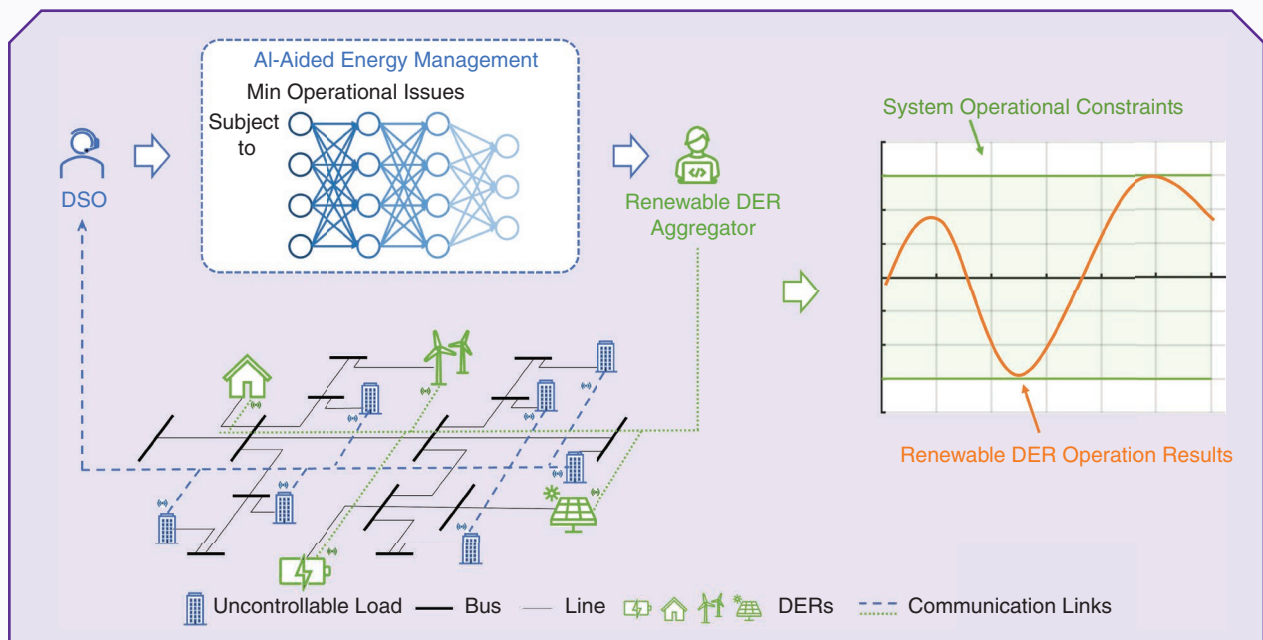 AI-Aided Energy Management
Min Operational Issues
Subject
to
DSO
Renewable DER
Aggregator
System Operational Constraints
Renewable DER Operation Results
Uncontrollable Load
Bus
Line
DERs
Communication Links